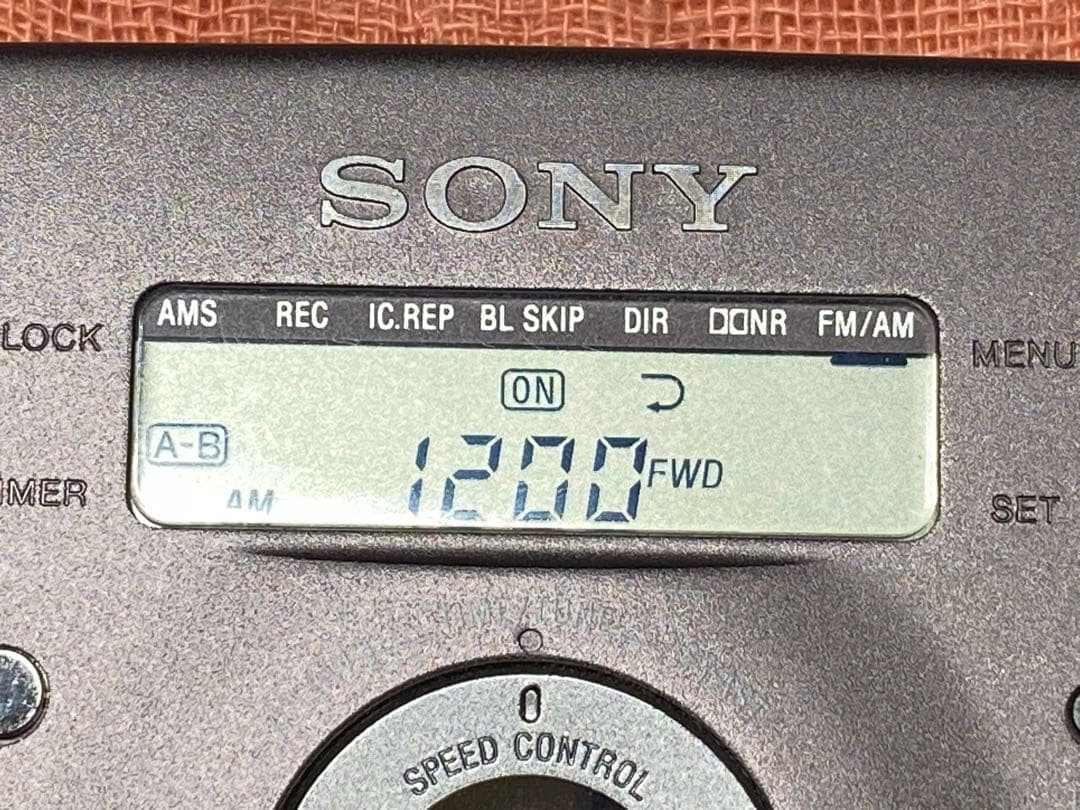 SONY
AMS REC IC.REP BL SKIP DIR NR FM/AM
LOCK
MENU
ON
A-B
1200 FWD
AM
SET
0
SPEED CONTROL